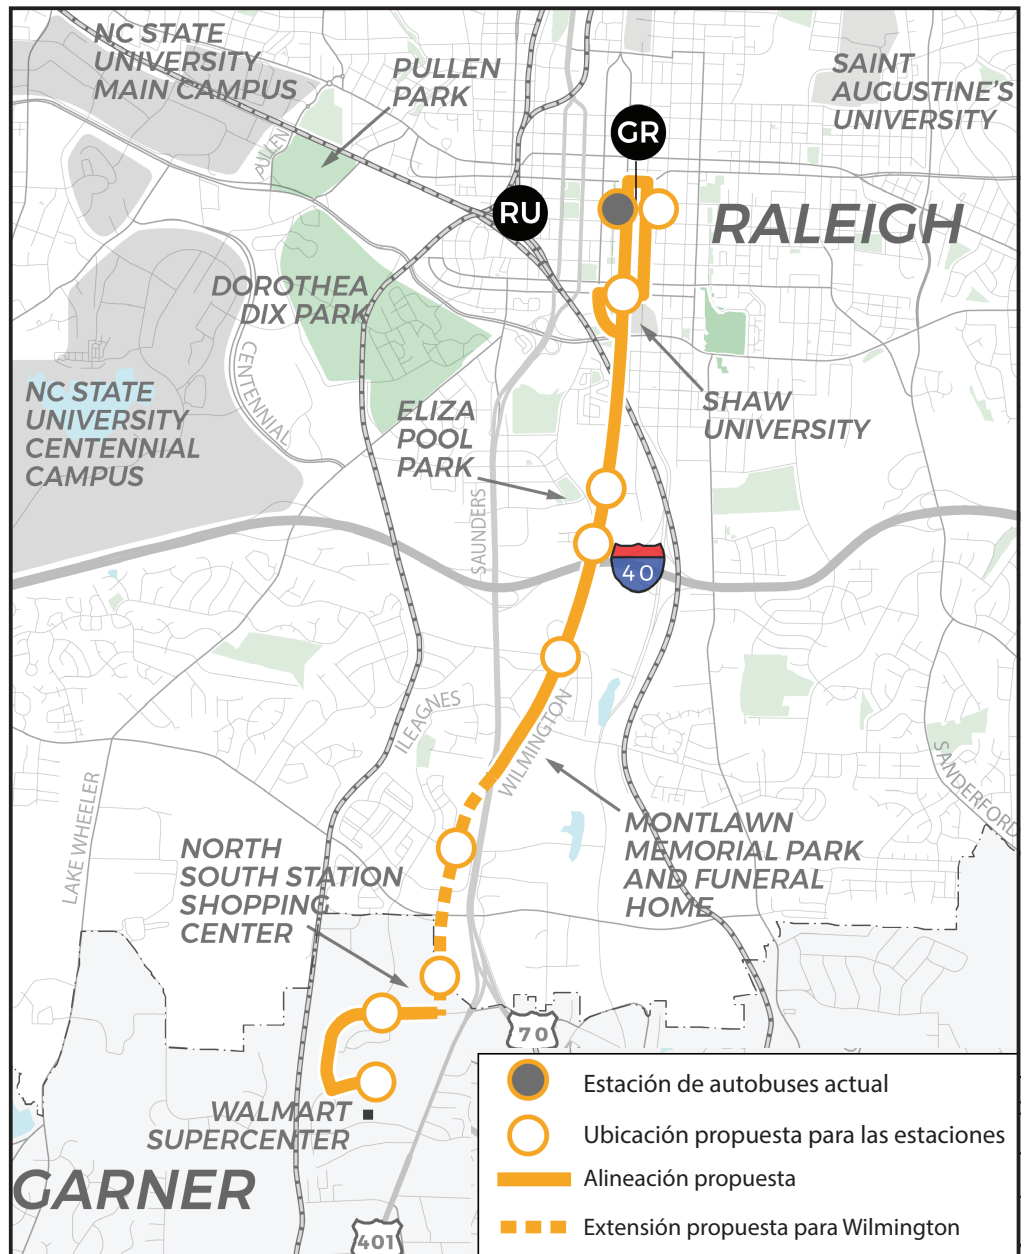 NC STATE
UNIVERSITY
MAIN CAMPUS
PULLEN
PARK
SAINT
AUGUSTINE'S
UNIVERSITY
GR
PULLEN
RU
RALEIGH
DOROTHEA
DIX PARK
CENTENNIAL
NC STATE
UNIVERSITY
CENTENNIAL
CAMPUS
ELIZA
POOL
PARK
SHAW
UNIVERSITY
SAUNDERS
40
ILEAGNES
WILMINGTON
SANDERFORD
LAKE WHEELER
NORTH
SOUTH STATION
SHOPPING
CENTER
MONTLAWN
MEMORIAL PARK
AND FUNERAL
HOME
70
WALMART
SUPERCENTER
GARNER
401
Estación de autobuses actual
Ubicación propuesta para las estaciones
Alineación propuesta
Extensión propuesta para Wilmington